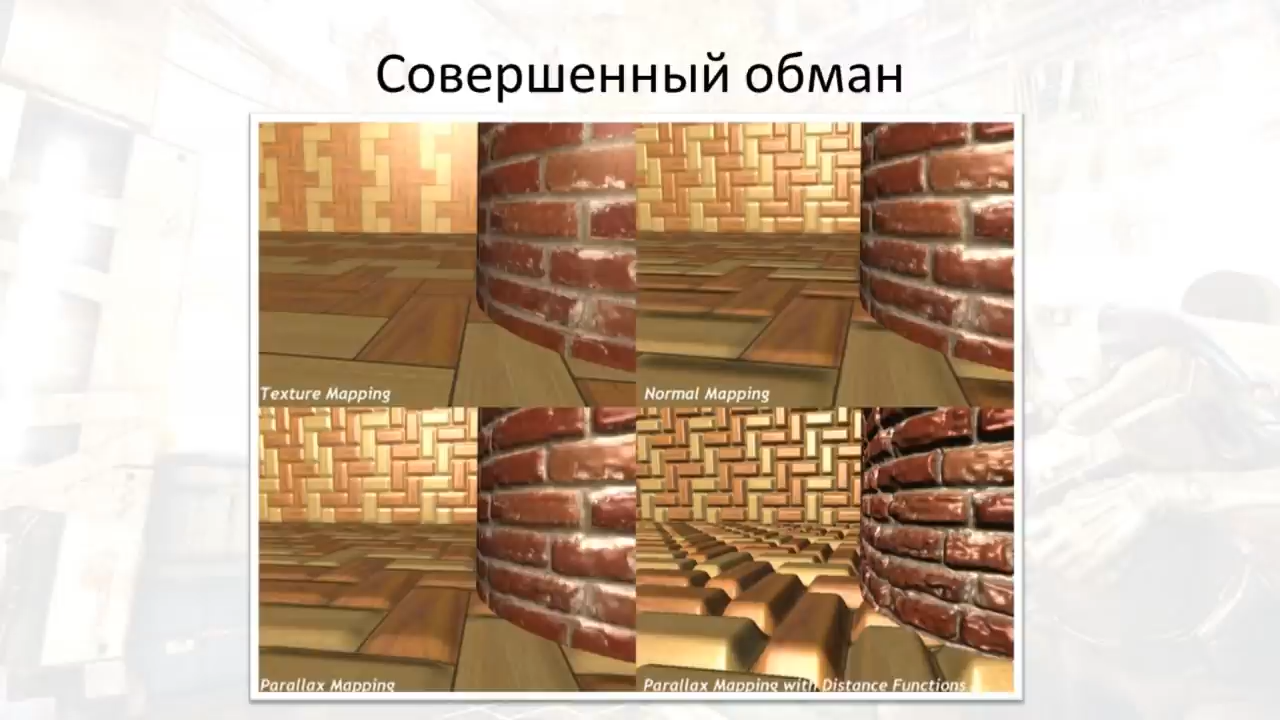 Совершенный обман
Texture Mapping
Normal Mapping
Parallax Mapping
Parallax Mapping with Distance Functions